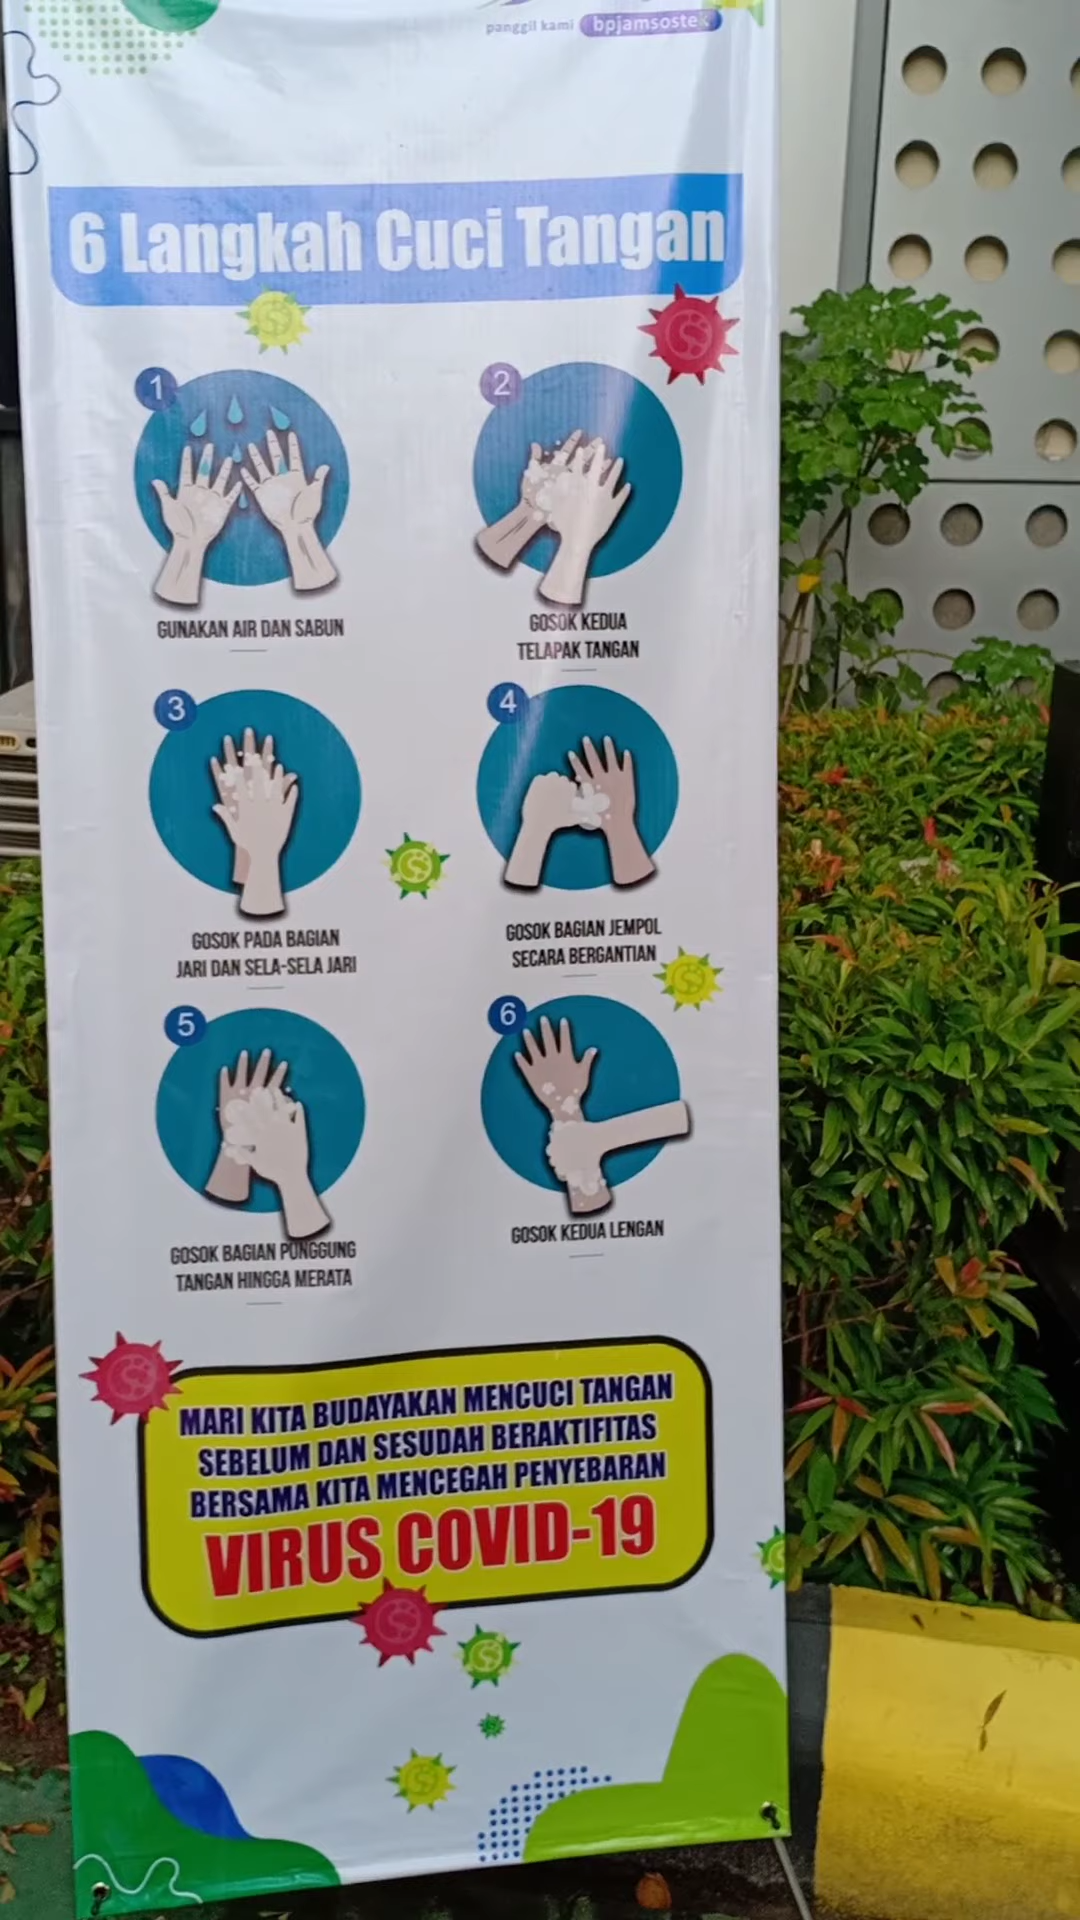 panggil kami bpjamsostek
6 Langkah Cuci Tangan
1
GUNAKAN AIR DAN SABUN
2
GOSOK KEDUA
TELAPAK TANGAN
3
GOSOK PADA BAGIAN
JARI DAN SELA-SELA JARI
4
GOSOK BAGIAN JEMPOL
SECARA BERGANTIAN
5
GOSOK BAGIAN PUNGGUNG
TANGAN HINGGA MERATA
6
GOSOK KEDUA LENGAN
MARI KITA BUDAYAKAN MENCUCI TANGAN
SEBELUM DAN SESUDAH BERAKTIFITAS
BERSAMA KITA MENCEGAH PENYEBARAN
VIRUS COVID-19